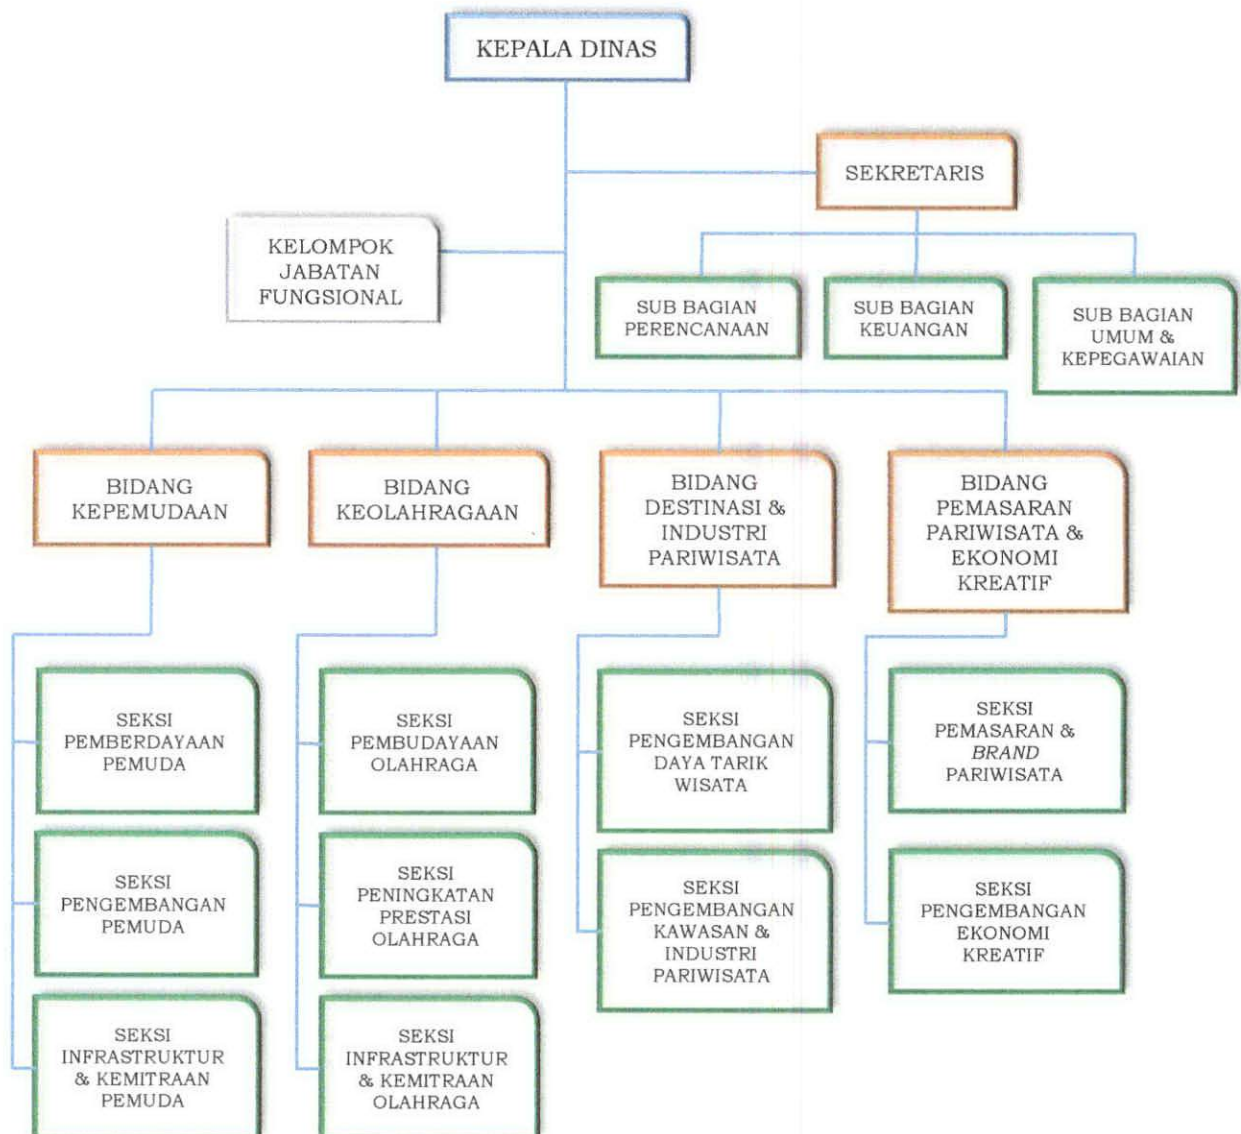 KEPALA DINAS
SEKRETARIS
KELOMPOK
JABATAN
FUNGSIONAL
SUB BAGIAN
PERENCANAAN
SUB BAGIAN
KEUANGAN
SUB BAGIAN
UMUM &
KEPEGAWAIAN
BIDANG
KEPEMUDAAN
BIDANG
KEOLAHRAGAAN
BIDANG
DESTINASI &
INDUSTRI
PARIWISATA
BIDANG
PEMASARAN
PARIWISATA &
EKONOMI
KREATIF
SEKSI
PEMBERDAYAAN
PEMUDA
SEKSI
PEMBUDAYAAN
OLAHRAGA
SEKSI
PENGEMBANGAN
DAYA TARIK
WISATA
SEKSI
PEMASARAN &
BRAND
PARIWISATA
SEKSI
PENGEMBANGAN
PEMUDA
SEKSI
PENINGKATAN
PRESTASI
OLAHRAGA
SEKSI
PENGEMBANGAN
KAWASAN &
INDUSTRI
PARIWISATA
SEKSI
PENGEMBANGAN
EKONOMI
KREATIF
SEKSI
INFRASTRUKTUR
& KEMITRAAN
PEMUDA
SEKSI
INFRASTRUKTUR
& KEMITRAAN
OLAHRAGA